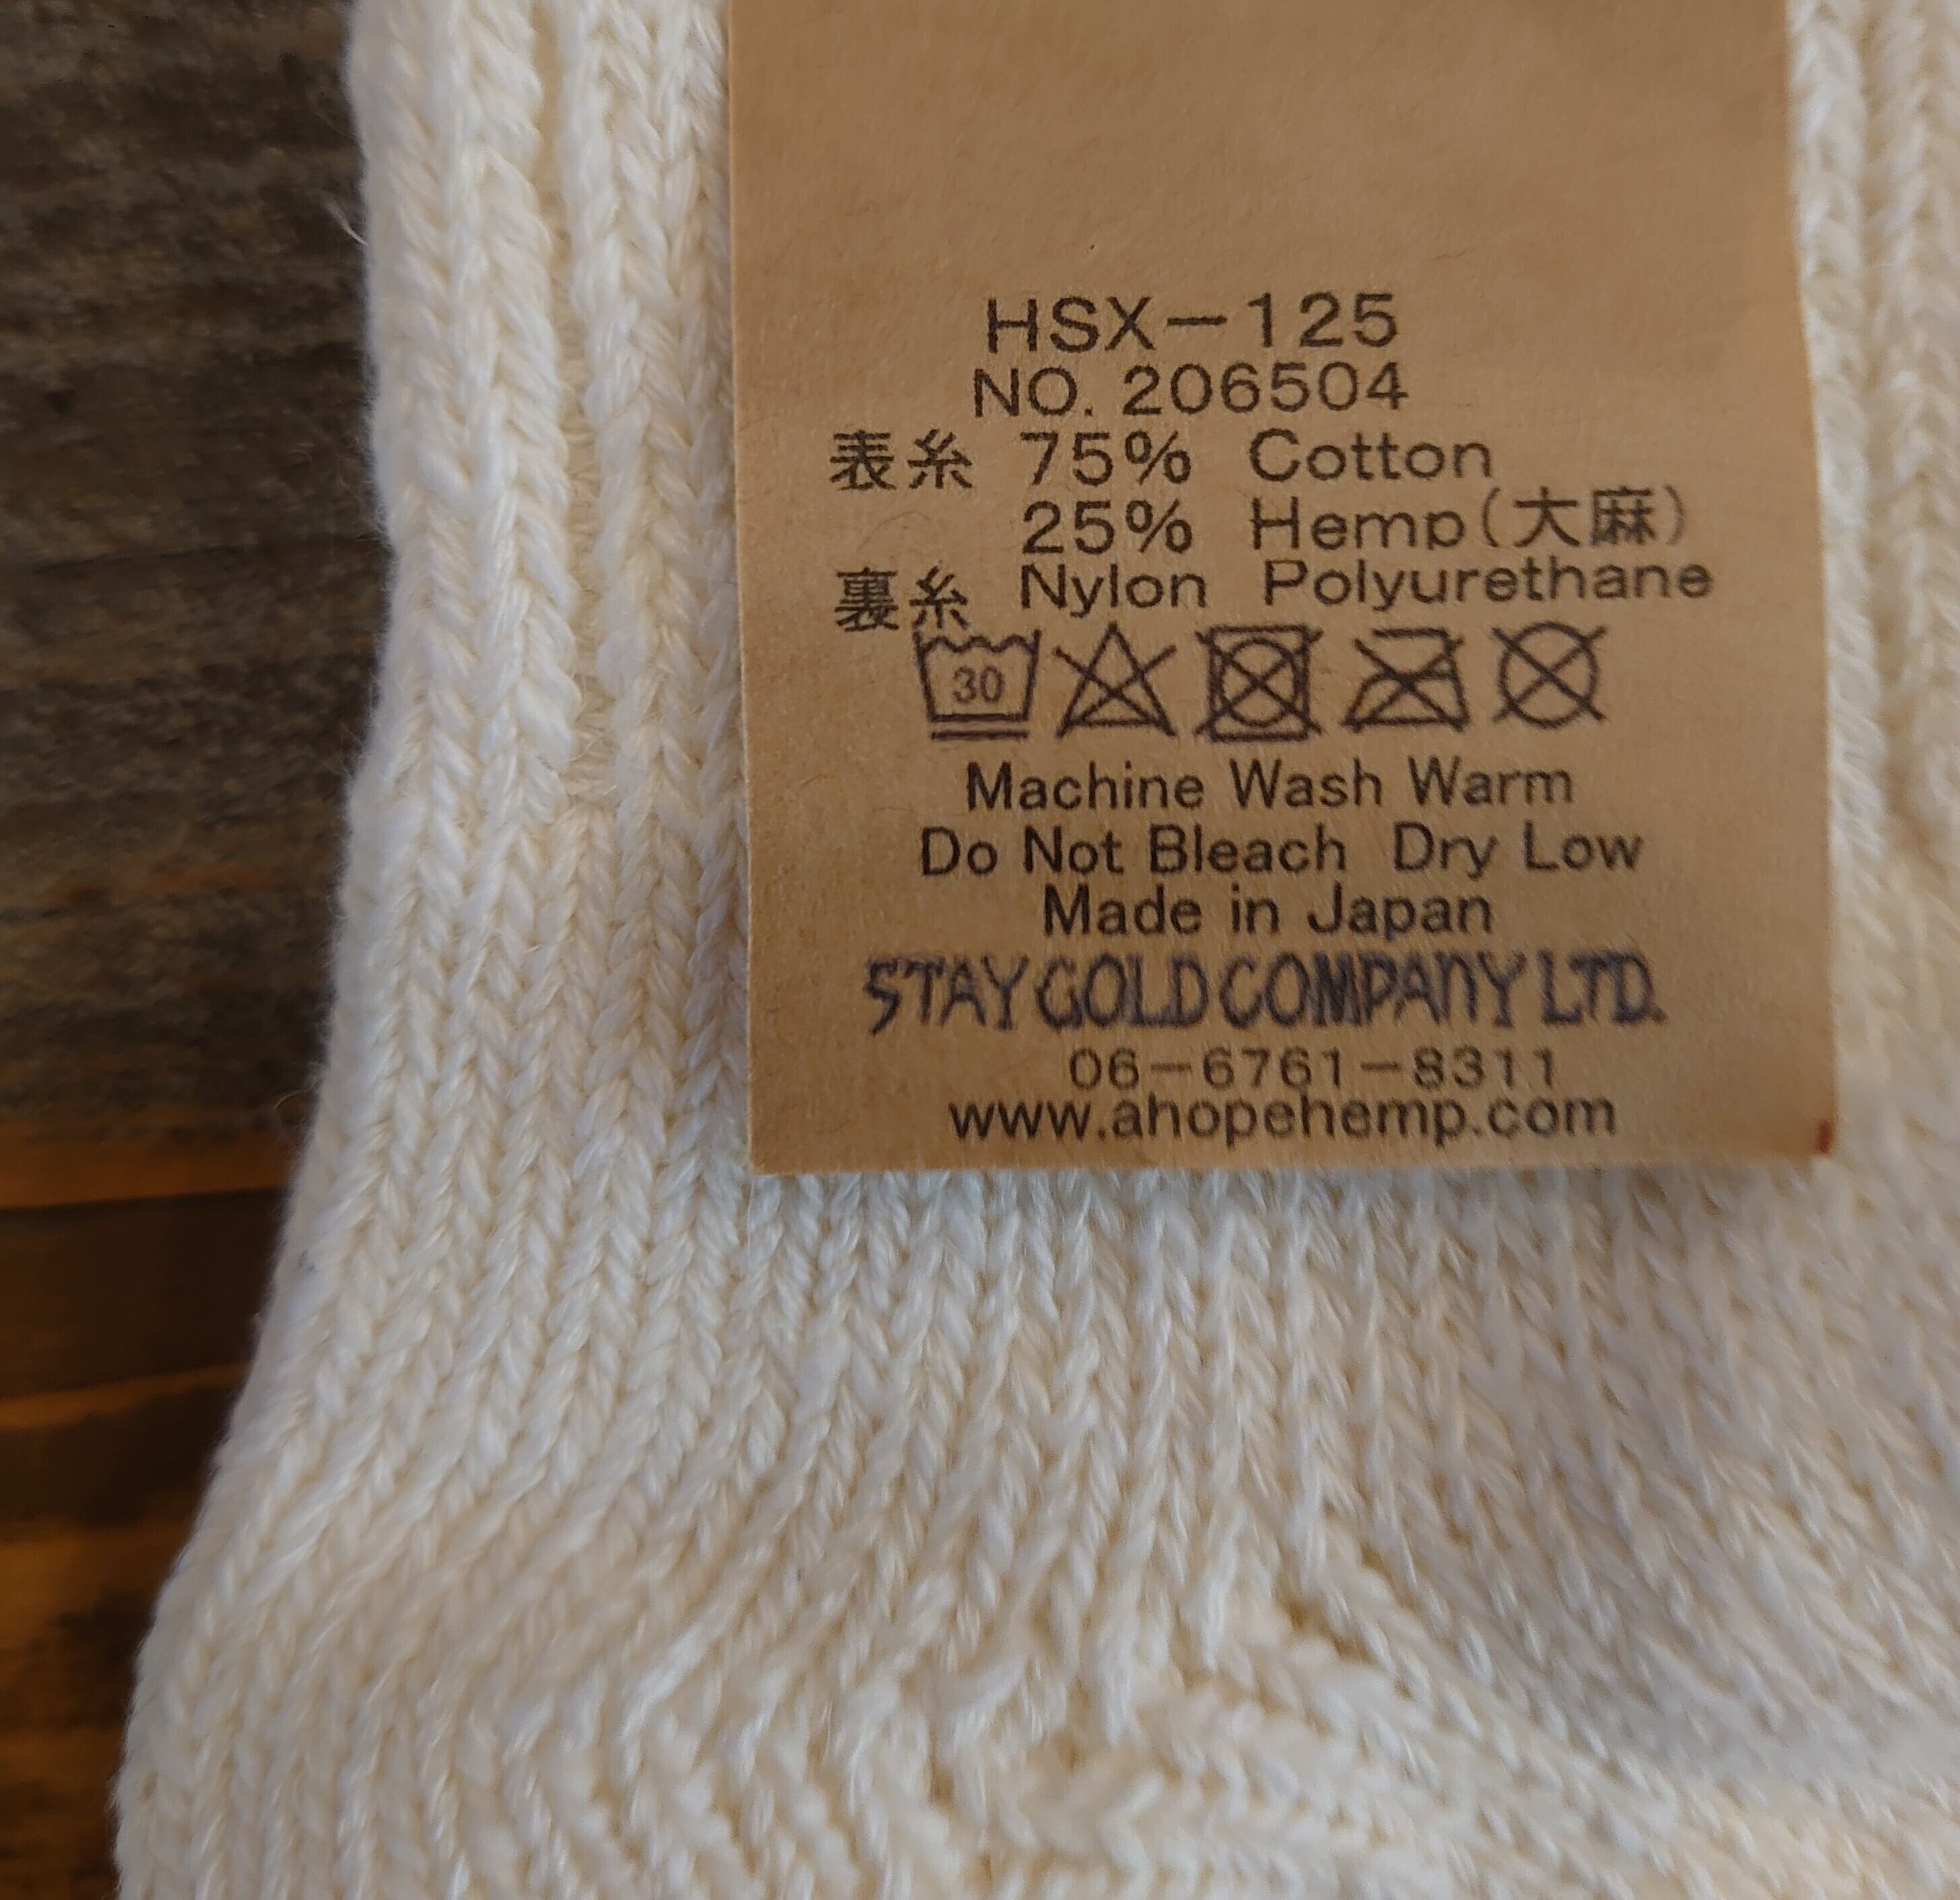 HSX－125
NO. 206504
表糸 75% Cotton
25% Hemp(大麻)
裏糸 Nylon Polyurethane
30
Machine Wash Warm
Do Not Bleach Dry Low
Made in Japan
STAY GOLD COMPANY LTD.
06－6761－8311
www.ahopehemp.com